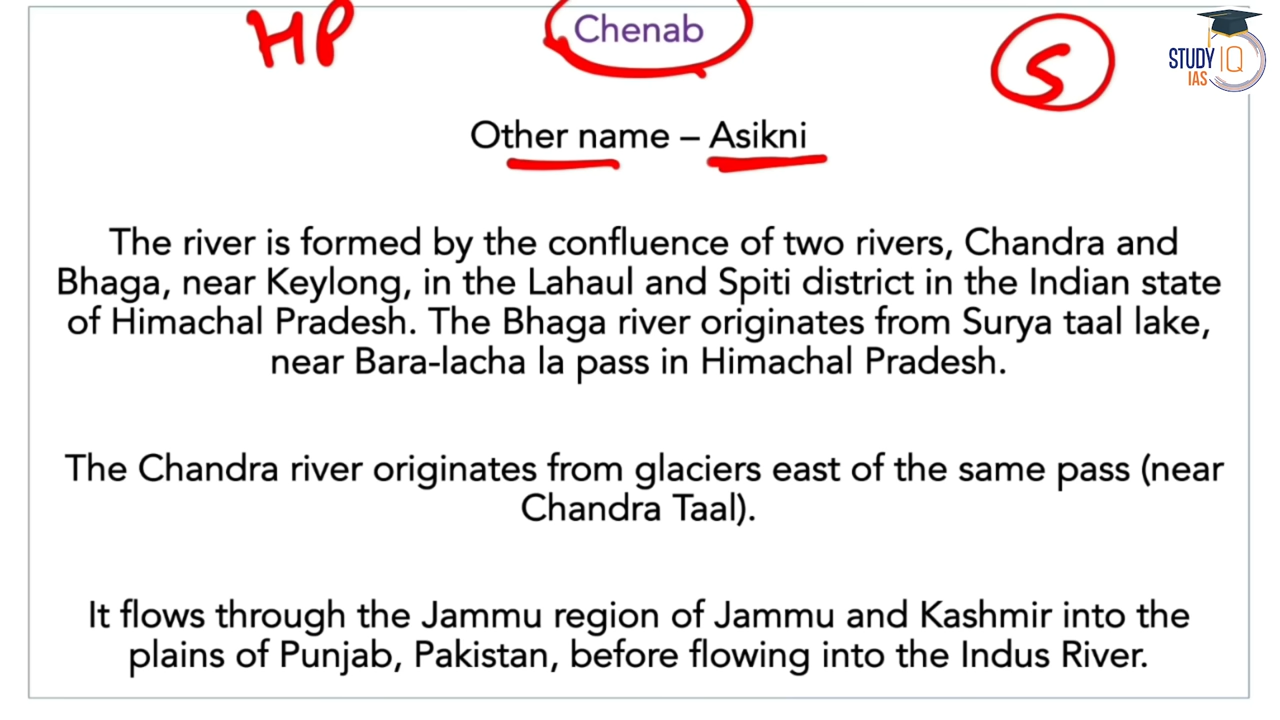 HP
Chenab
S
STUDY IQ
IAS
Other name – Asikni
The river is formed by the confluence of two rivers, Chandra and
Bhaga, near Keylong, in the Lahaul and Spiti district in the Indian state
of Himachal Pradesh. The Bhaga river originates from Surya taal lake,
near Bara-lacha la pass in Himachal Pradesh.
The Chandra river originates from glaciers east of the same pass (near
Chandra Taal).
It flows through the Jammu region of Jammu and Kashmir into the
plains of Punjab, Pakistan, before flowing into the Indus River.